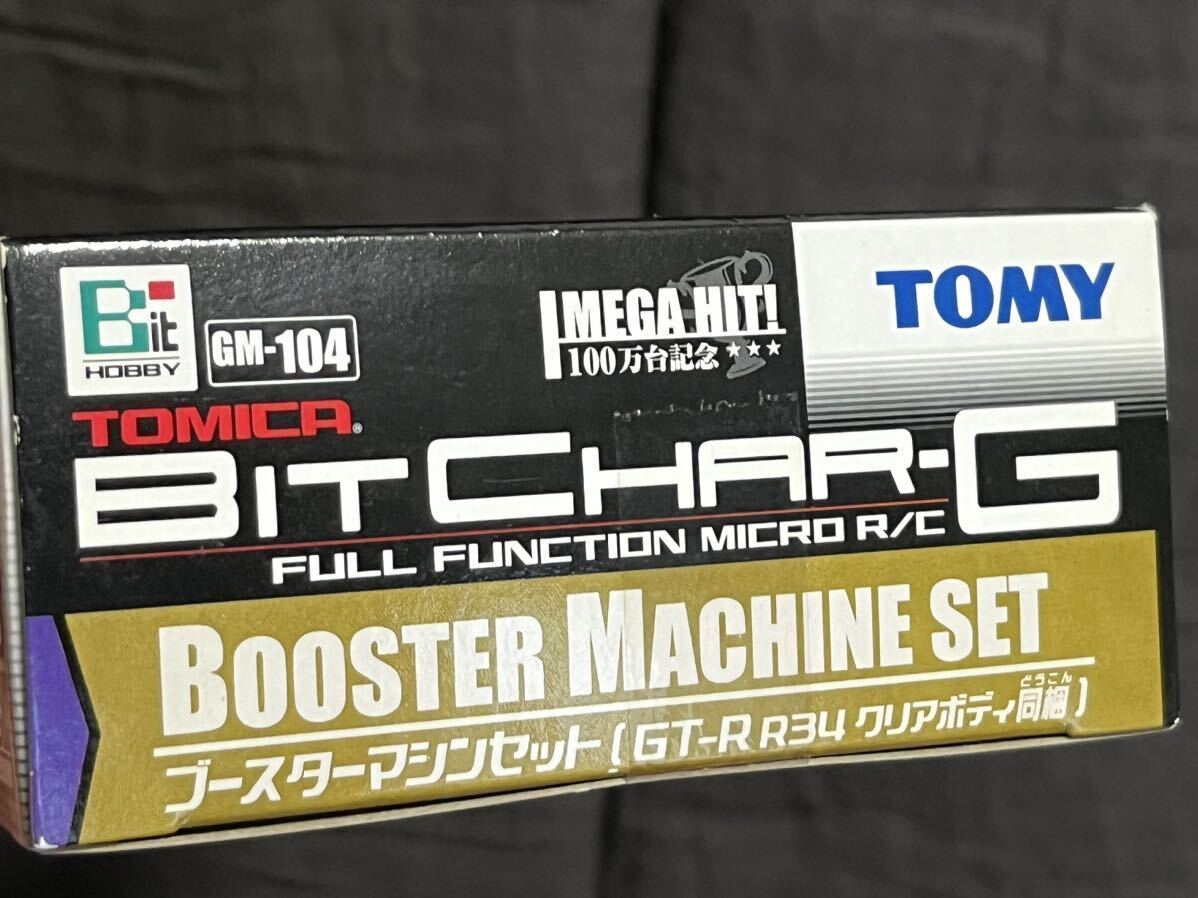 Bit
HOBBY
GM-104
MEGA HIT!
100万台記念 ★★★
TOMY
TOMICA®
BIT CHAR-G
FULL FUNCTION MICRO R/C
BOOSTER MACHINE SET
どうこん
ブースターマシンセット [GT-R R34 クリアボディ同梱]